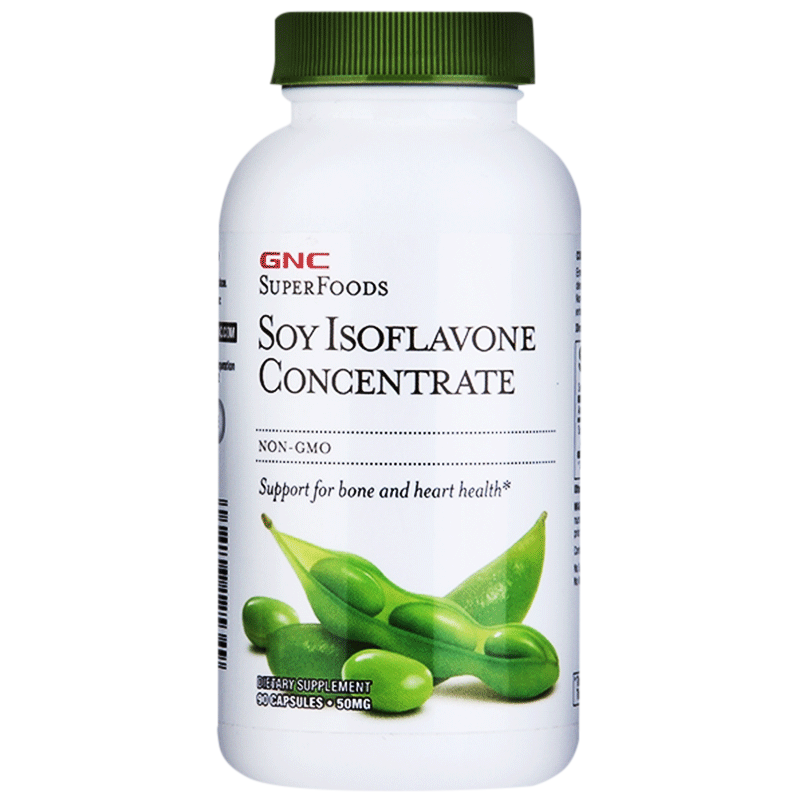 GNC
SUPERFOODS
SOY ISOFLAVONE
CONCENTRATE
NON-GMO
Support for bone and heart health*
DIETARY SUPPLEMENT
90 CAPSULES • 50MG